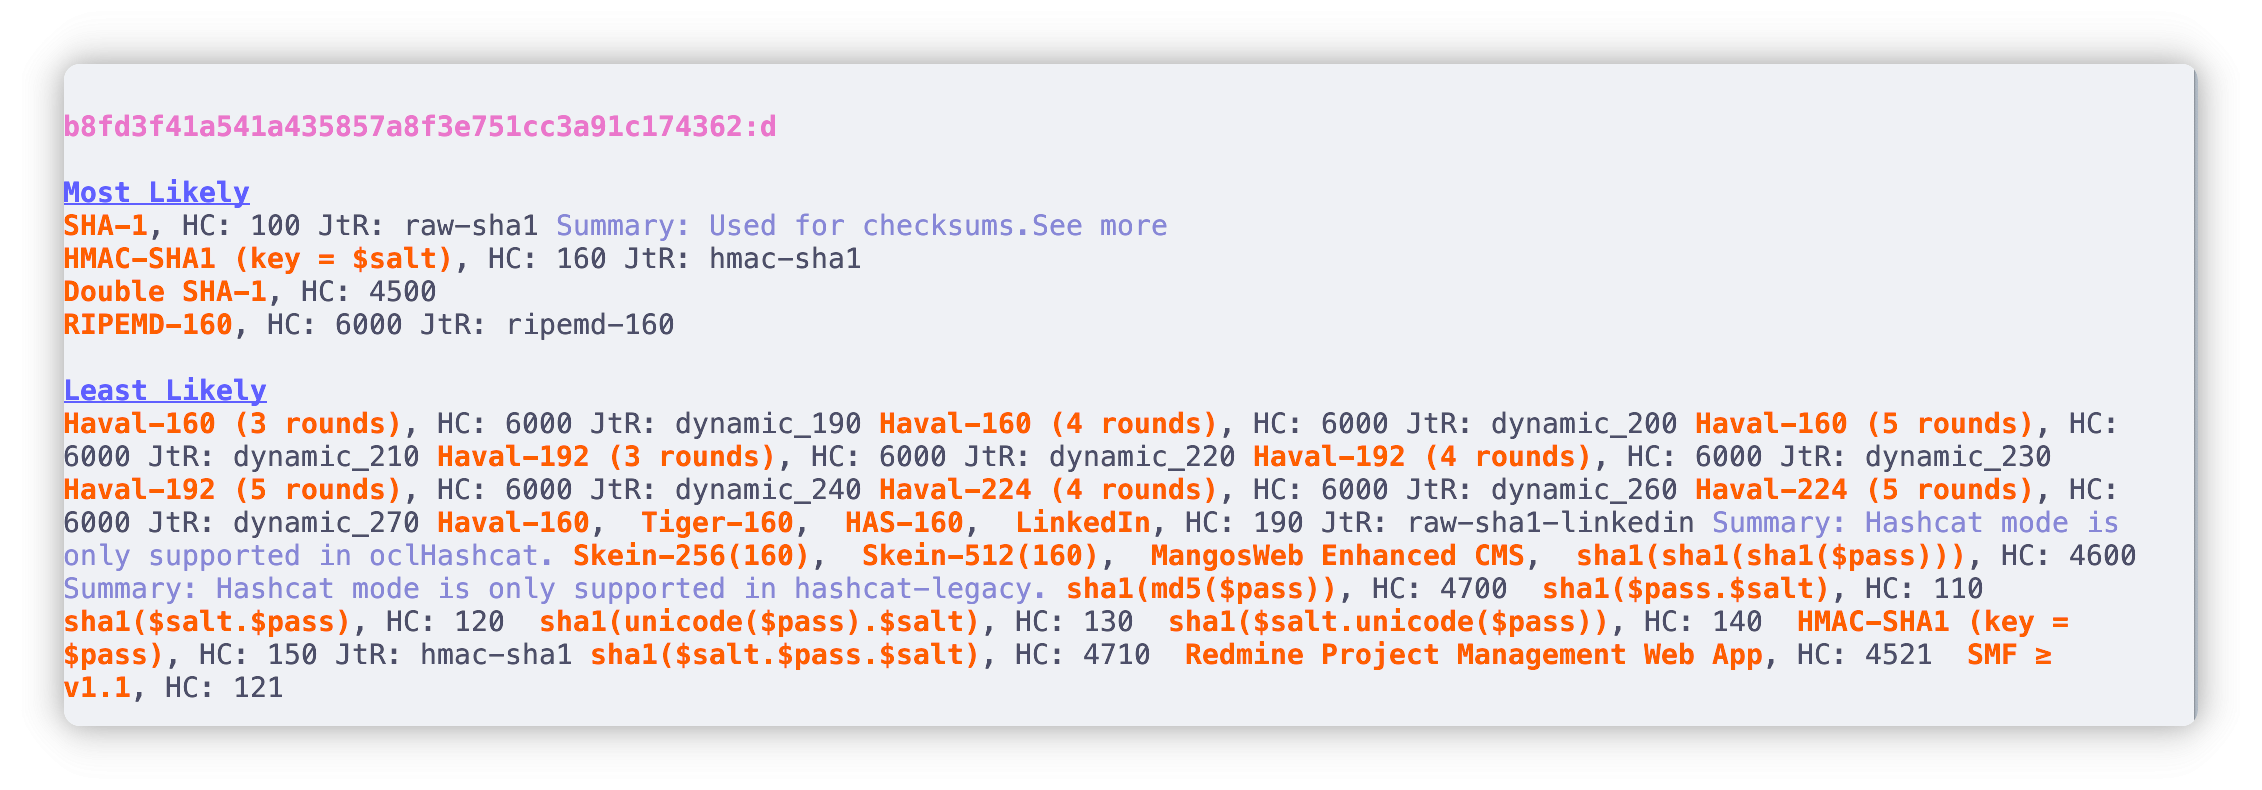 b8fd3f41a541a435857a8f3e751cc3a91c174362:d
Most Likely
SHA-1, HC: 100 JtR: raw-sha1 Summary: Used for checksums.See more
HMAC-SHA1 (key = $salt), HC: 160 JtR: hmac-sha1
Double SHA-1, HC: 4500
RIPEMD-160, HC: 6000 JtR: ripemd-160
Least Likely
Haval-160 (3 rounds), HC: 6000 JtR: dynamic_190 Haval-160 (4 rounds), HC: 6000 JtR: dynamic_200 Haval-160 (5 rounds), HC:
6000 JtR: dynamic_210 Haval-192 (3 rounds), HC: 6000 JtR: dynamic_220 Haval-192 (4 rounds), HC: 6000 JtR: dynamic_230
Haval-192 (5 rounds), HC: 6000 JtR: dynamic_240 Haval-224 (4 rounds), HC: 6000 JtR: dynamic_260 Haval-224 (5 rounds), HC:
6000 JtR: dynamic_270 Haval-160,  Tiger-160,  HAS-160,  LinkedIn, HC: 190 JtR: raw-sha1-linkedin Summary: Hashcat mode is
only supported in oclHashcat. Skein-256(160),  Skein-512(160),  MangosWeb Enhanced CMS,  sha1(sha1(sha1($pass))), HC: 4600
Summary: Hashcat mode is only supported in hashcat-legacy. sha1(md5($pass)), HC: 4700  sha1($pass.$salt), HC: 110
sha1($salt.$pass), HC: 120  sha1(unicode($pass).$salt), HC: 130  sha1($salt.unicode($pass)), HC: 140  HMAC-SHA1 (key =
$pass), HC: 150 JtR: hmac-sha1 sha1($salt.$pass.$salt), HC: 4710  Redmine Project Management Web App, HC: 4521  SMF ≥
v1.1, HC: 121